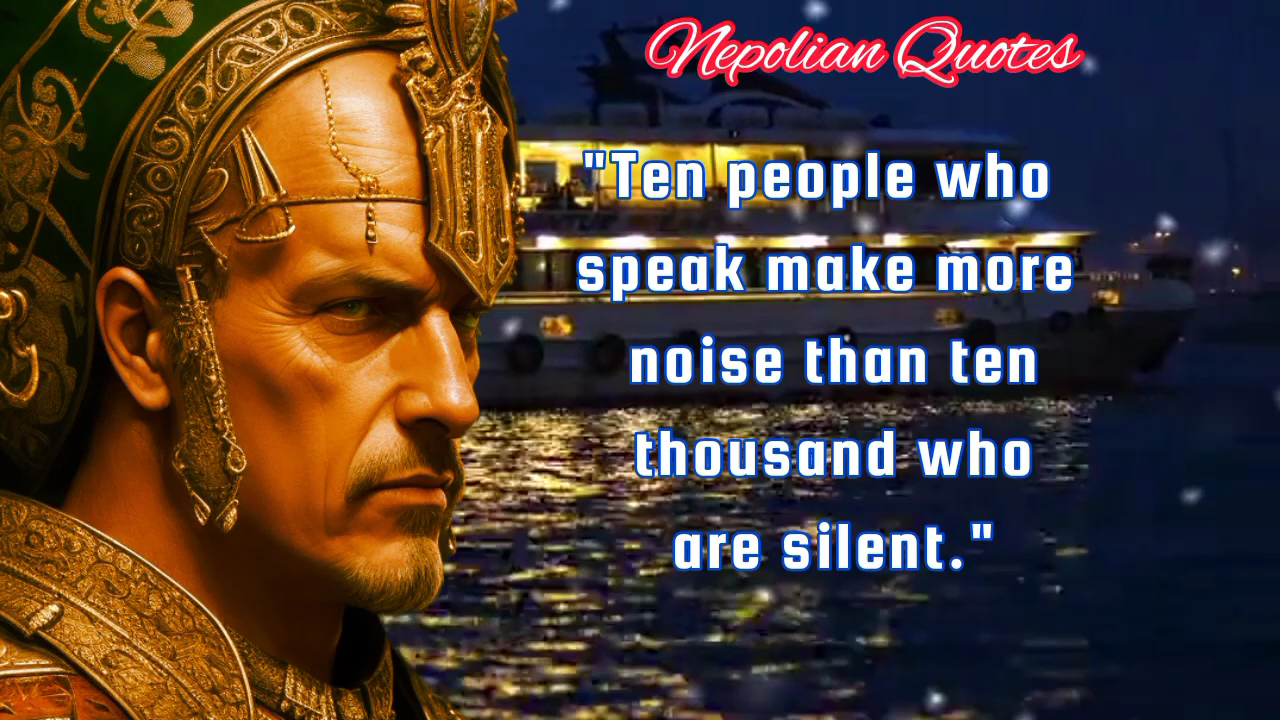 Nepolian Quotes
"Ten people who
speak make more
noise than ten
thousand who
are silent."